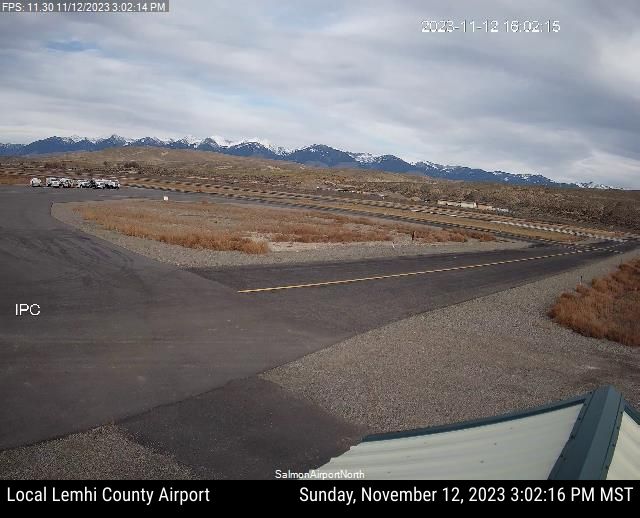 FPS: 11.30 11/12/2023 3:02:14 PM
2023-11-12 15:02:15
IPC
SalmonAirportNorth
Local Lemhi County Airport Sunday, November 12, 2023 3:02:16 PM MST